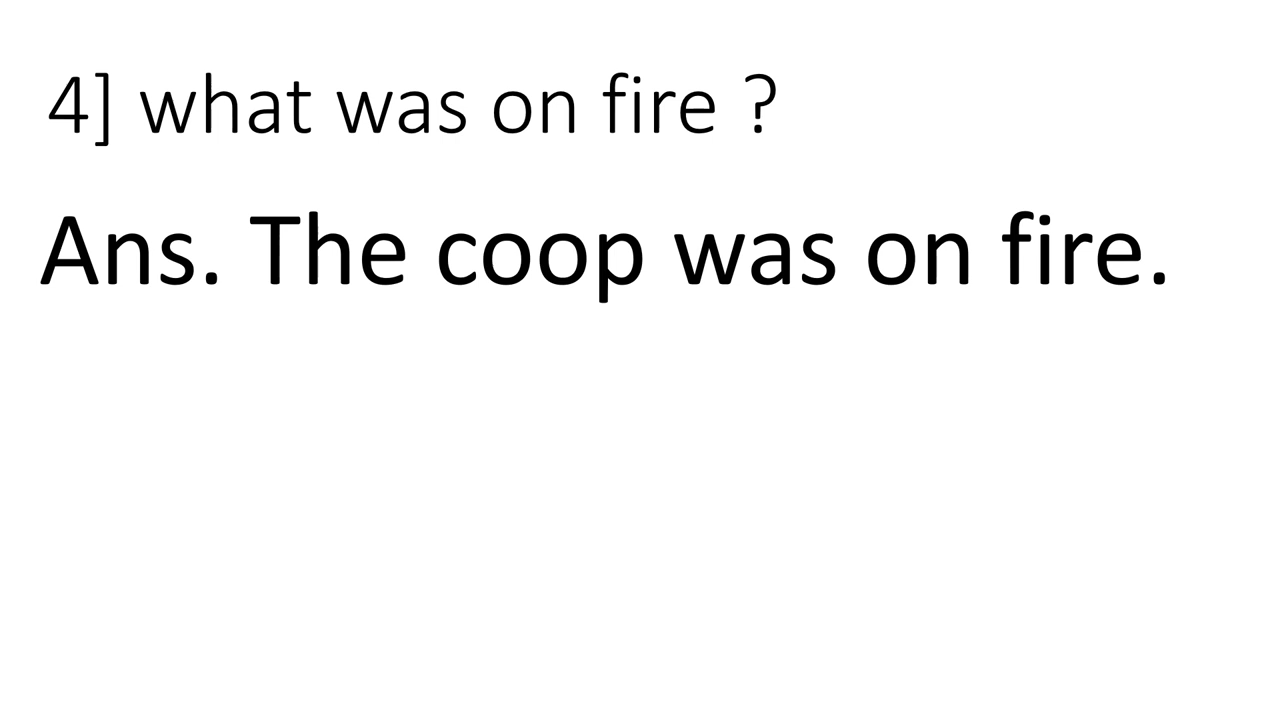 4] what was on fire ?
Ans. The coop was on fire.